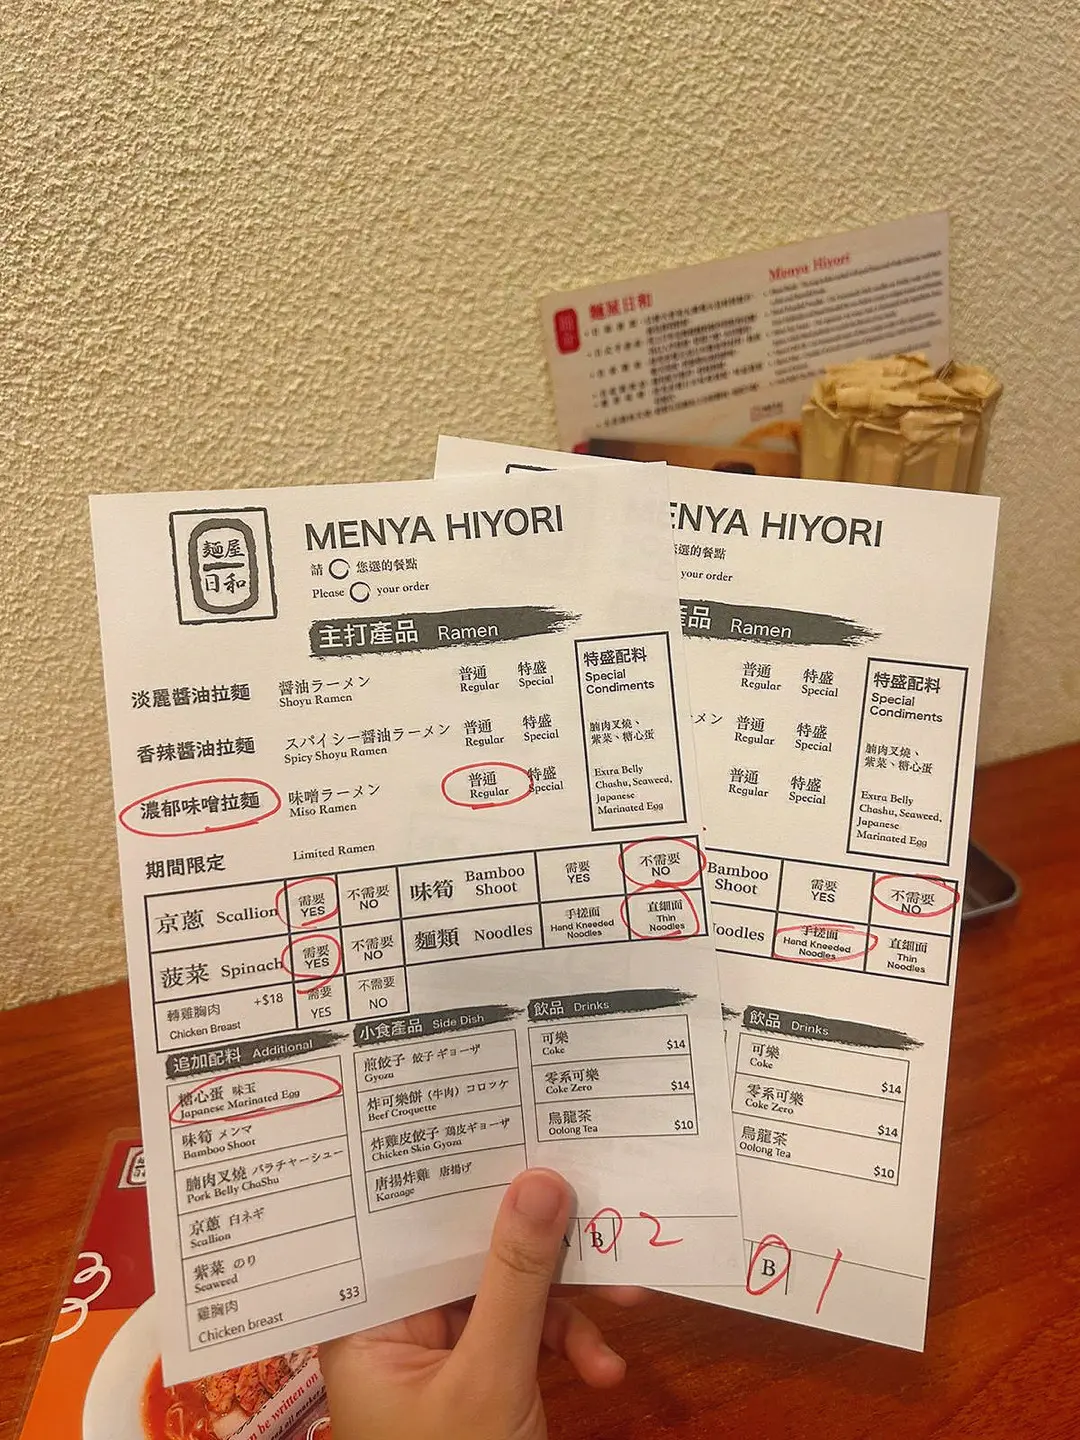 麵屋日和
Menya Hiyori
麵屋
日和
MENYA HIYORI
請 您選的餐點
Please your order
主打產品 Ramen
淡麗醬油拉麵 醤油ラーメン Shoyu Ramen 普通 Regular 特盛 Special
香辣醬油拉麵 スパイシー醤油ラーメン Spicy Shoyu Ramen 普通 Regular 特盛 Special
濃郁味噌拉麵 味噌ラーメン Miso Ramen 普通 Regular 特盛 Special
期間限定 Limited Ramen
特盛配料
Special
Condiments
腩肉叉燒、
紫菜、糖心蛋
Exura Belly
Chashu, Seaweed,
Japanese
Marinated Egg
京蔥 Scallion 需要 YES 不需要 NO 味筍 Bamboo Shoot 需要 YES 不需要 NO
菠菜 Spinach 需要 YES 不需要 NO 麵類 Noodles 手搓面 Hand Kneeded Noodles 直細面 Thin Noodles
轉雞胸肉 +$18 Chicken Breast 需要 YES 不需要 NO
追加配料 Additional
糖心蛋 味玉
Japanese Marinated Egg
味筍 メンマ
Bamboo Shoot
腩肉叉燒 バラチャーシュー
Pork Belly ChaShu
京蔥 白ネギ
Scallion
紫菜 のり
Seaweed
雞胸肉 $33
Chicken breast
小食產品 Side Dish
煎餃子 餃子ギョーザ
Gyoza
炸可樂餅 (牛肉) コロッケ
Beef Croquette
炸雞皮餃子 鶏皮ギョーザ
Chicken Skin Gyoza
唐揚炸雞 唐揚げ
Karaage
飲品 Drinks
可樂 $14
Coke
零系可樂 $14
Coke Zero
烏龍茶 $10
Oolong Tea
B 02
ENYA HIYORI
您選的餐點
your order
產品 Ramen
普通 Regular 特盛 Special
メン 普通 Regular 特盛 Special
普通 Regular 特盛 Special
特盛配料
Special
Condiments
腩肉叉燒、
紫菜、糖心蛋
Exura Belly
Chashu, Seaweed,
Japanese
Marinated Egg
Bamboo Shoot 需要 YES 不需要 NO
Noodles 手搓面 Hand Kneeded Noodles 直細面 Thin Noodles
飲品 Drinks
可樂 $14
Coke
零系可樂 $14
Coke Zero
烏龍茶 $10
Oolong Tea
B 01
be written on